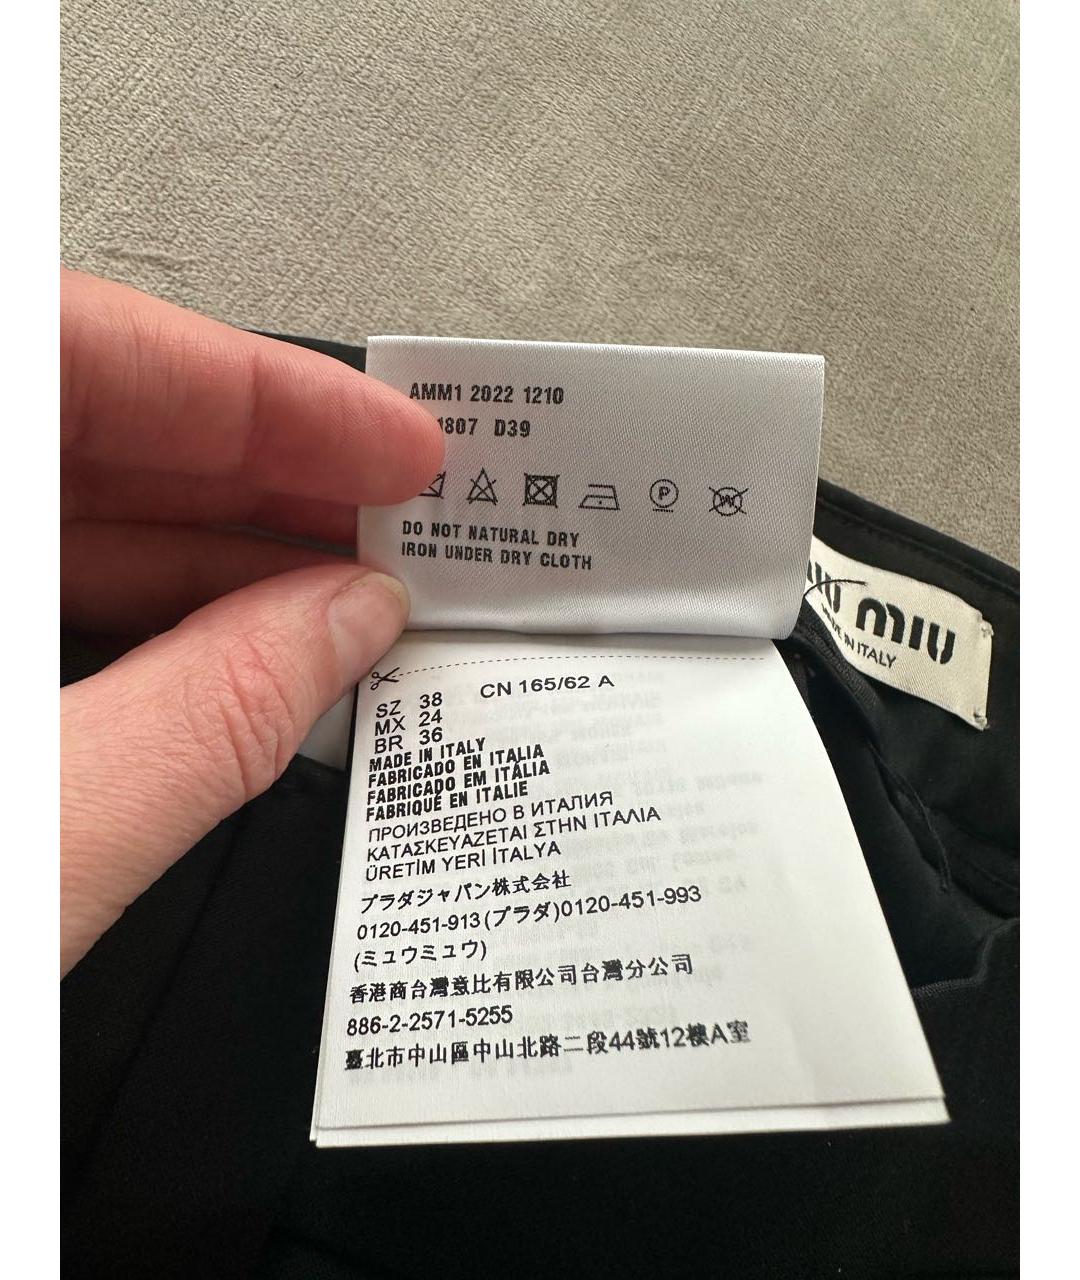 AMM1 2022 1210
1807 D39
P
W
DO NOT NATURAL DRY
IRON UNDER DRY CLOTH
MIU
MADE IN ITALY
SZ 38 CN 165/62 A
MX 24
BR 36
MADE IN ITALY
FABRICADO EN ITALIA
FABRICADO EM ITÁLIA
FABRIQUÉ EN ITALIE
ПРОИЗВЕДЕНО В ИТАЛИЯ
ΚΑΤΑΣΚΕΥΑΖΕΤΑΙ ΣΤΗΝ ΙΤΑΛΙΑ
ÜRETİM YERİ İTALYA
プラダジャパン株式会社
0120-451-913(プラダ)0120-451-993
(ミュウミュウ)
香港商台灣意比有限公司台灣分公司
886-2-2571-5255
臺北市中山區中山北路二段44號12樓A室